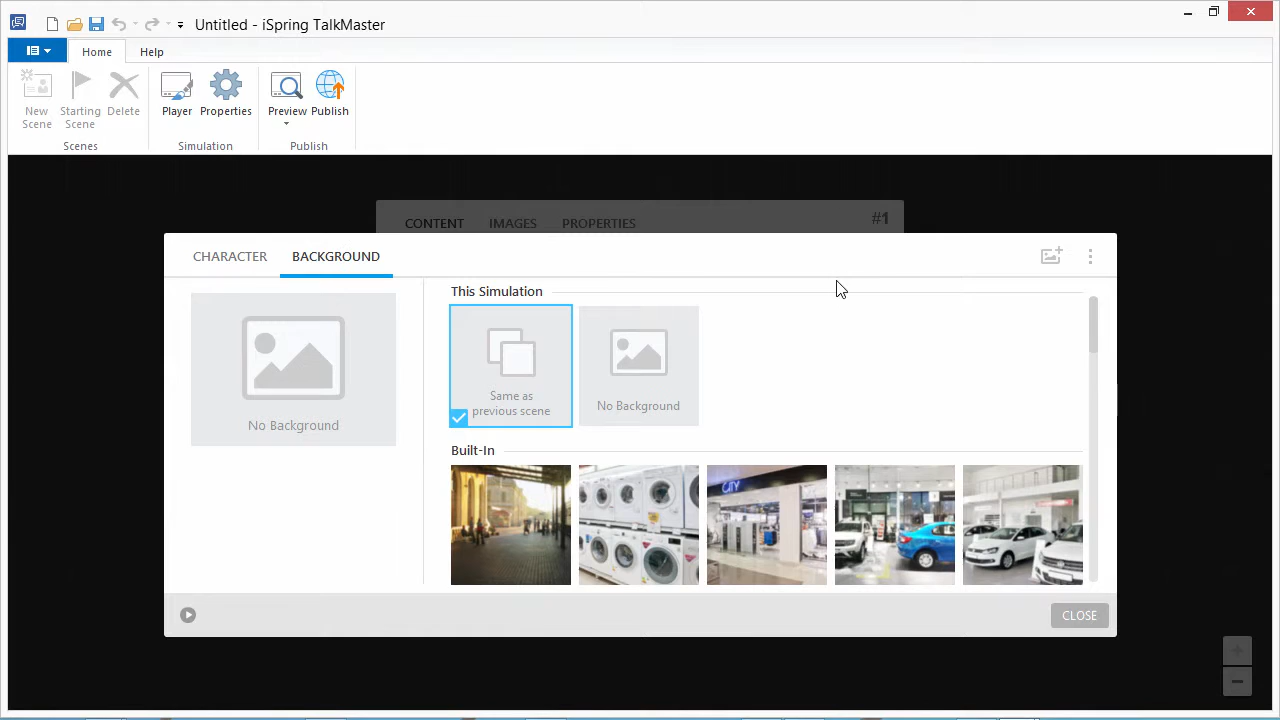 Untitled - iSpring TalkMaster
Home
Help
New
Scene
Starting
Scene
Delete
Player
Properties
Preview
Publish
Scenes
Simulation
Publish
CONTENT
IMAGES
PROPERTIES
#1
CHARACTER
BACKGROUND
This Simulation
No Background
Same as
previous scene
No Background
Built-In
CITY
CLOSE